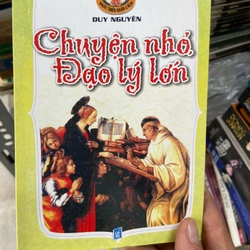 DUY NGUYÊN
Chuyện nhỏ,
Đạo lý lớn